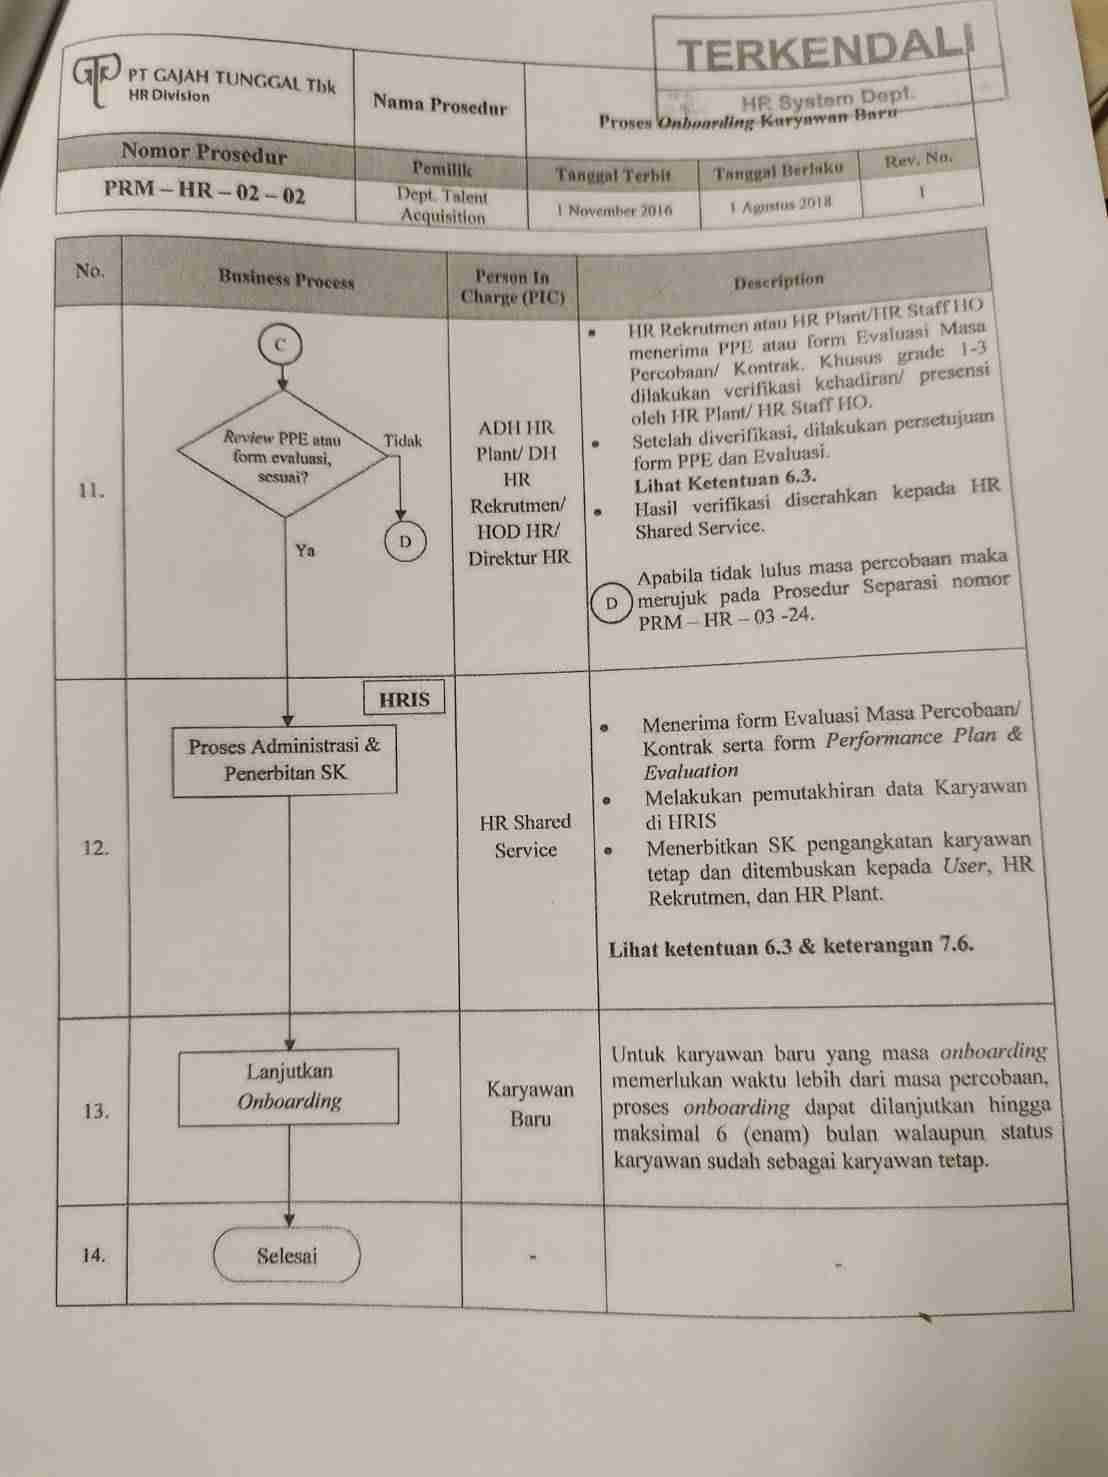 TERKENDALI
HR System Dept.
PT GAJAH TUNGGAL Tbk
HR Division
Nama Prosedur
Proses Onboarding Karyawan Baru
Nomor Prosedur
Pemilik
Tanggal Terbit
Tanggal Berlaku
Rev. No.
PRM – HR – 02 – 02
Dept. Talent
Acquisition
1 November 2016
1 Agustus 2018
1
No.
Business Process
Person In
Charge (PIC)
Description
11.
C
Review PPE atau
form evaluasi,
sesuai?
Tidak
D
Ya
ADH HR
Plant/ DH
HR
Rekrutmen/
HOD HR/
Direktur HR
• HR Rekrutmen atau HR Plant/HR Staff HO
menerima PPE atau form Evaluasi Masa
Percobaan/ Kontrak. Khusus grade 1-3
dilakukan verifikasi kehadiran/ presensi
oleh HR Plant/ HR Staff HO.
• Setelah diverifikasi, dilakukan persetujuan
form PPE dan Evaluasi.
Lihat Ketentuan 6.3.
• Hasil verifikasi diserahkan kepada HR
Shared Service.
Apabila tidak lulus masa percobaan maka
D merujuk pada Prosedur Separasi nomor
PRM – HR – 03 -24.
12.
HRIS
Proses Administrasi &
Penerbitan SK
HR Shared
Service
• Menerima form Evaluasi Masa Percobaan/
Kontrak serta form Performance Plan &
Evaluation
• Melakukan pemutakhiran data Karyawan
di HRIS
• Menerbitkan SK pengangkatan karyawan
tetap dan ditembuskan kepada User, HR
Rekrutmen, dan HR Plant.
Lihat ketentuan 6.3 & keterangan 7.6.
13.
Lanjutkan
Onboarding
Karyawan
Baru
Untuk karyawan baru yang masa onboarding
memerlukan waktu lebih dari masa percobaan,
proses onboarding dapat dilanjutkan hingga
maksimal 6 (enam) bulan walaupun status
karyawan sudah sebagai karyawan tetap.
14.
Selesai
-
-